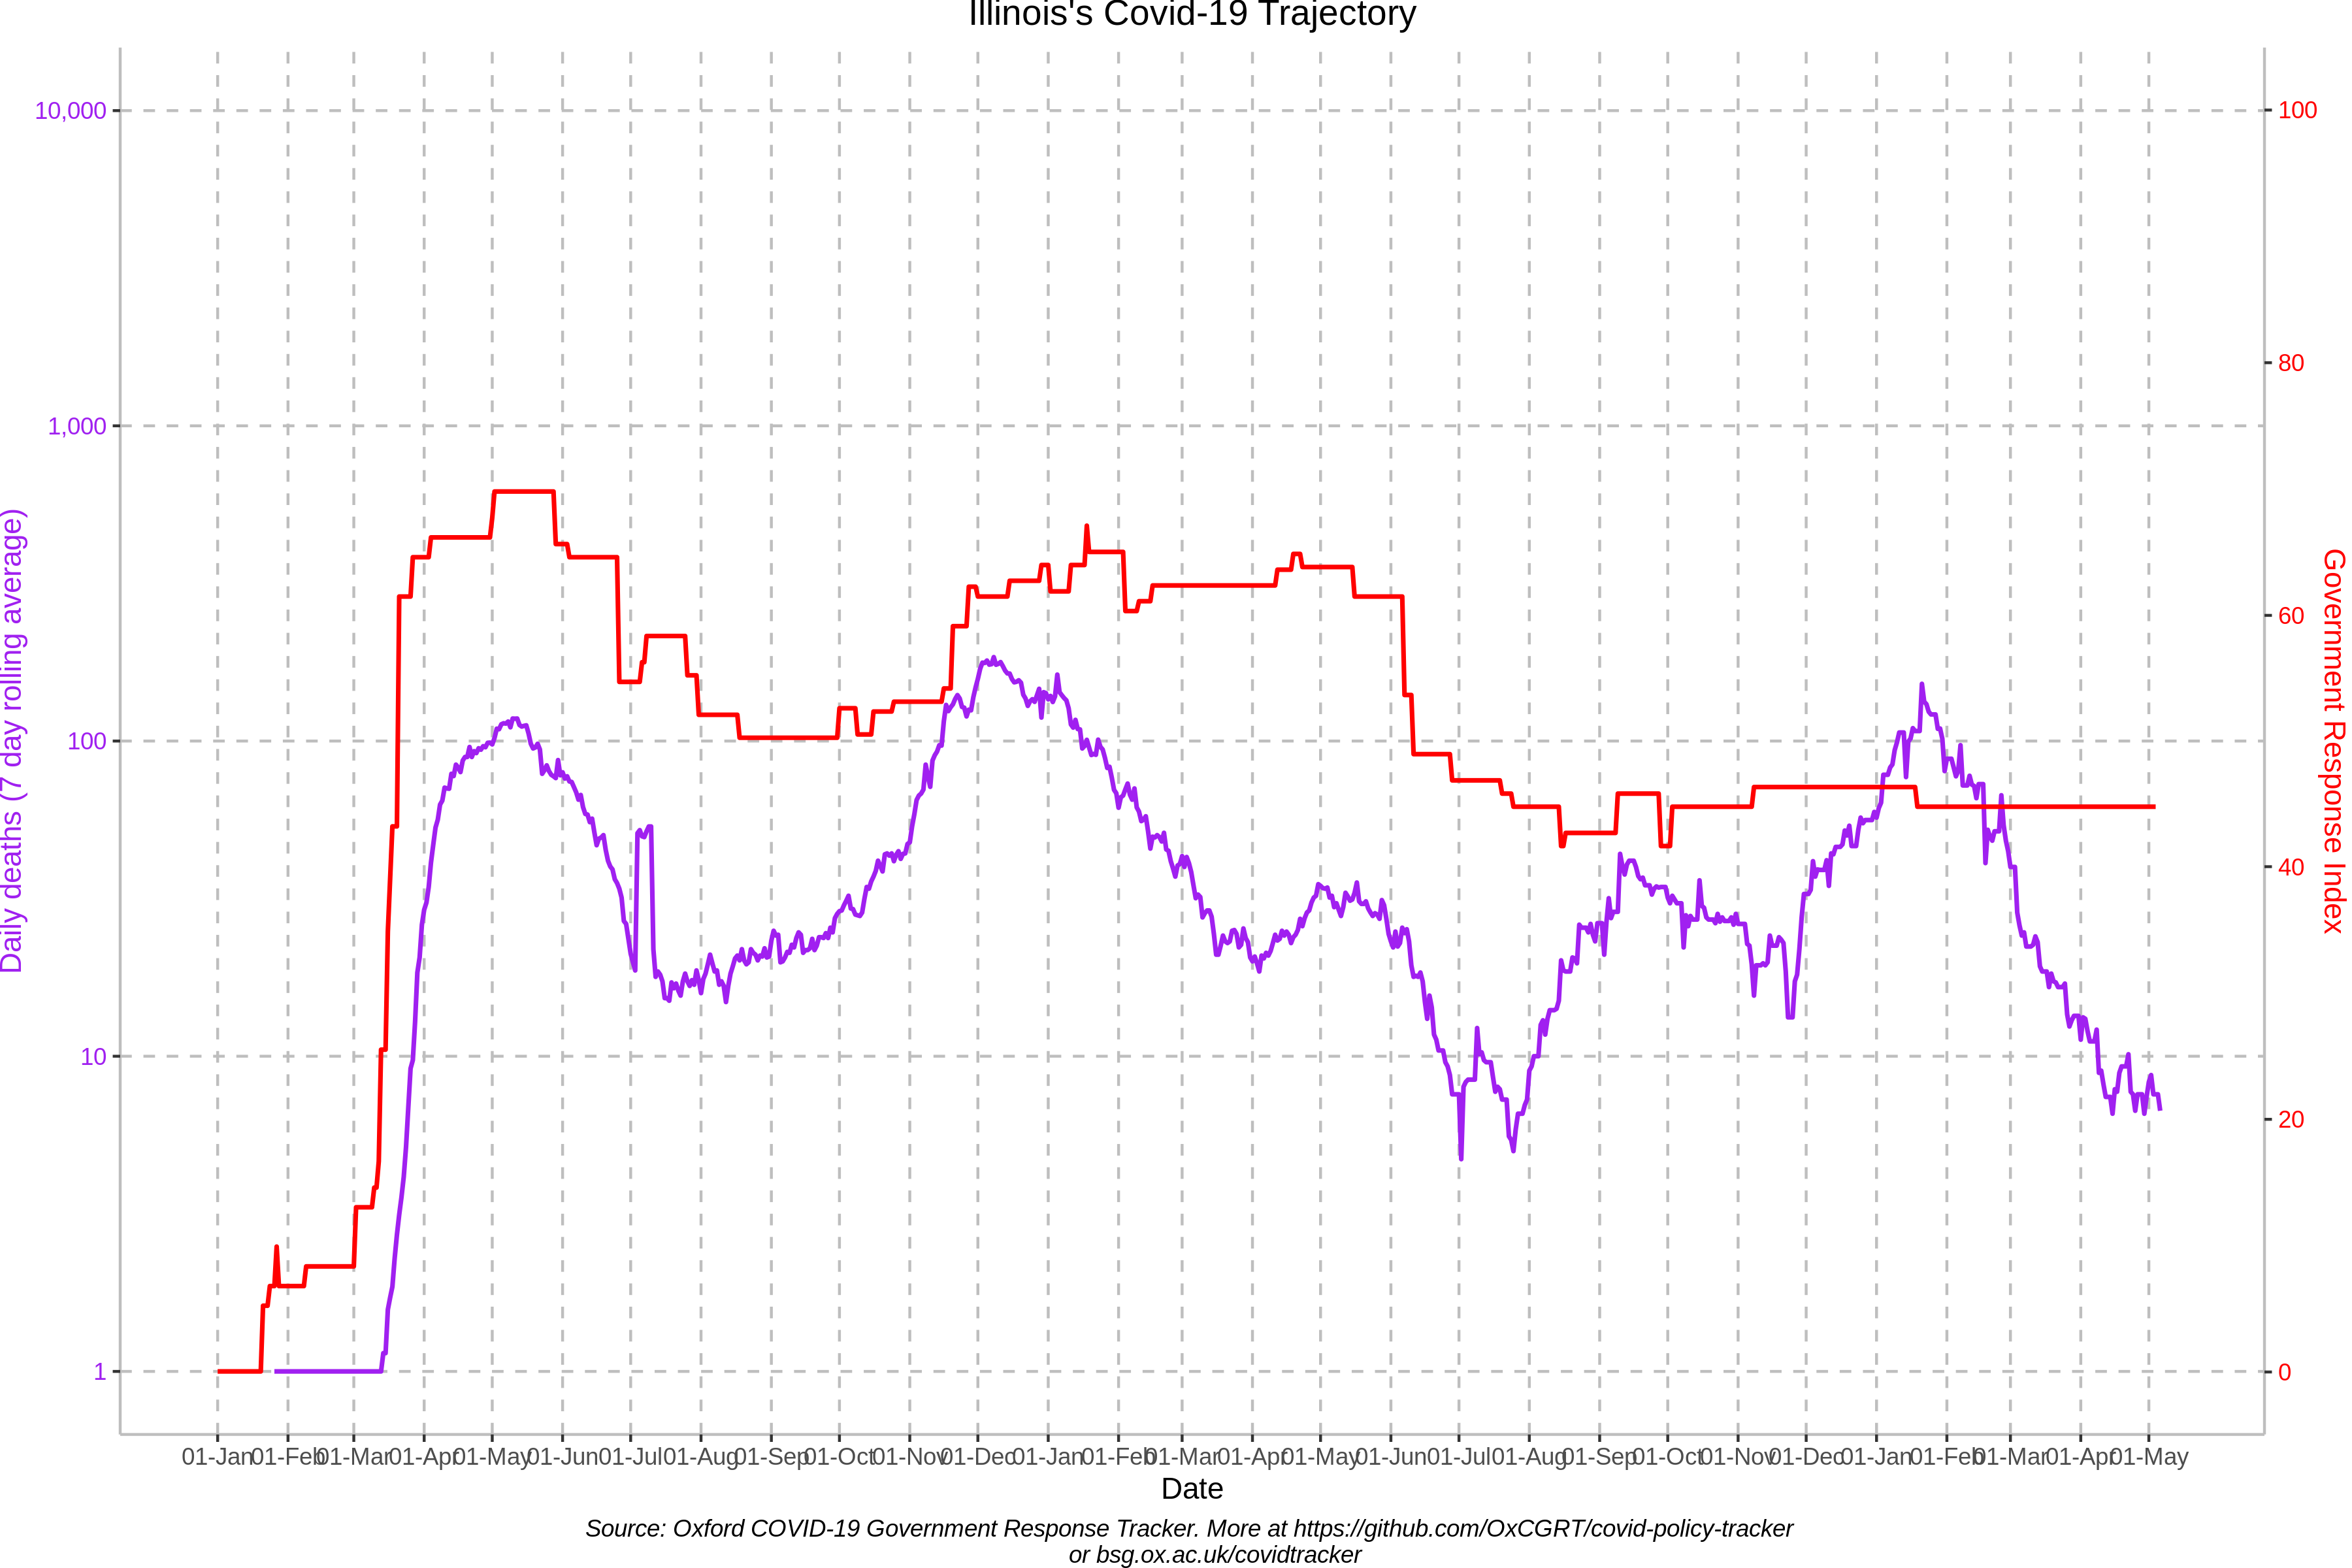 Illinois's Covid-19 Trajectory
10,000
1,000
100
10
1
Daily deaths (7 day rolling average)
100
80
60
40
20
0
Government Response Index
01-Jan 01-Feb 01-Mar 01-Apr 01-May 01-Jun 01-Jul 01-Aug 01-Sep 01-Oct 01-Nov 01-Dec 01-Jan 01-Feb 01-Mar 01-Apr 01-May 01-Jun 01-Jul 01-Aug 01-Sep 01-Oct 01-Nov 01-Dec 01-Jan 01-Feb 01-Mar 01-Apr 01-May
Date
Source: Oxford COVID-19 Government Response Tracker. More at https://github.com/OxCGRT/covid-policy-tracker
or bsg.ox.ac.uk/covidtracker